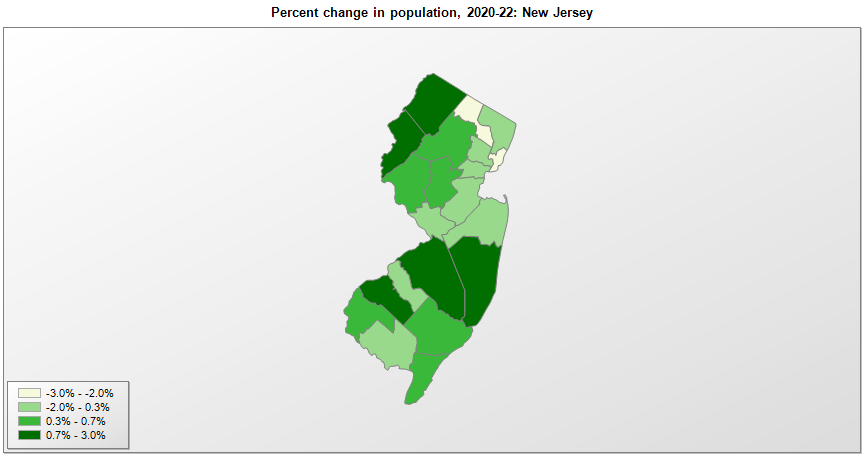 Percent change in population, 2020-22: New Jersey
-3.0% - -2.0%
-2.0% - 0.3%
0.3% - 0.7%
0.7% - 3.0%